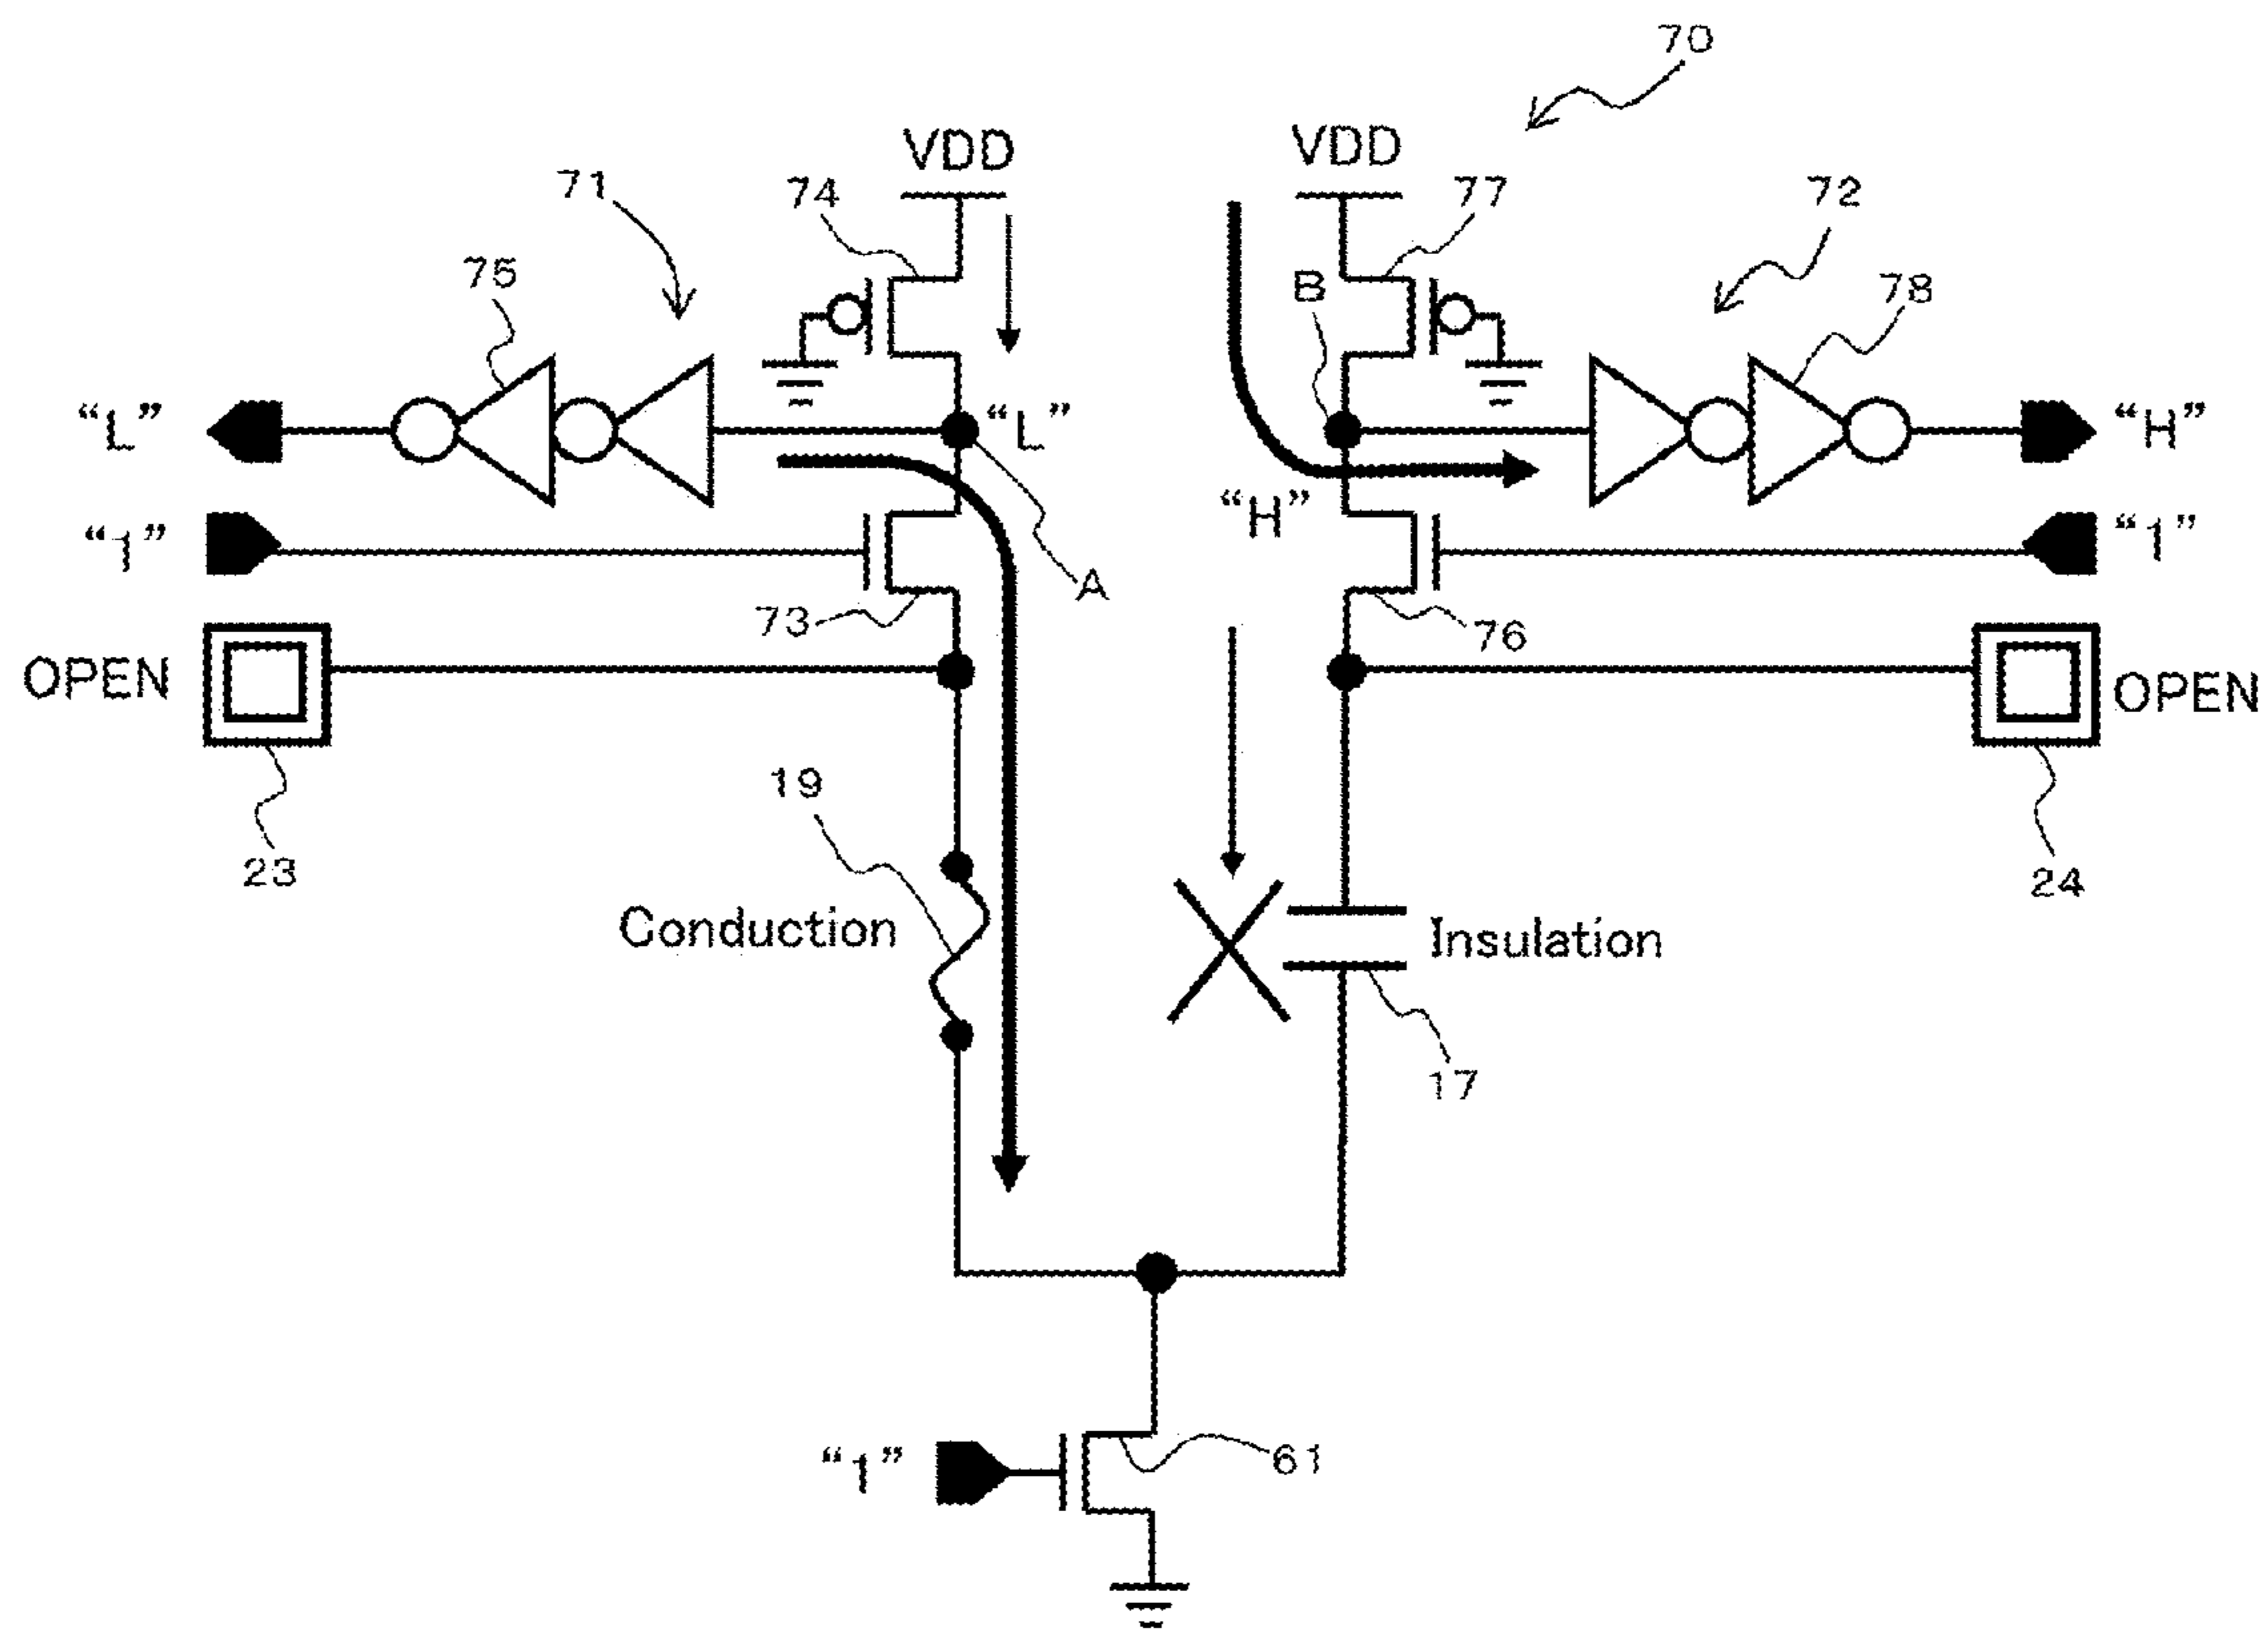 70
VDD
VDD
71
74
77
72
75
B
78
“L”
“L”
“H”
“H”
“1”
“1”
A
73
76
OPEN
OPEN
19
23
24
Conduction
Insulation
17
“1”
61